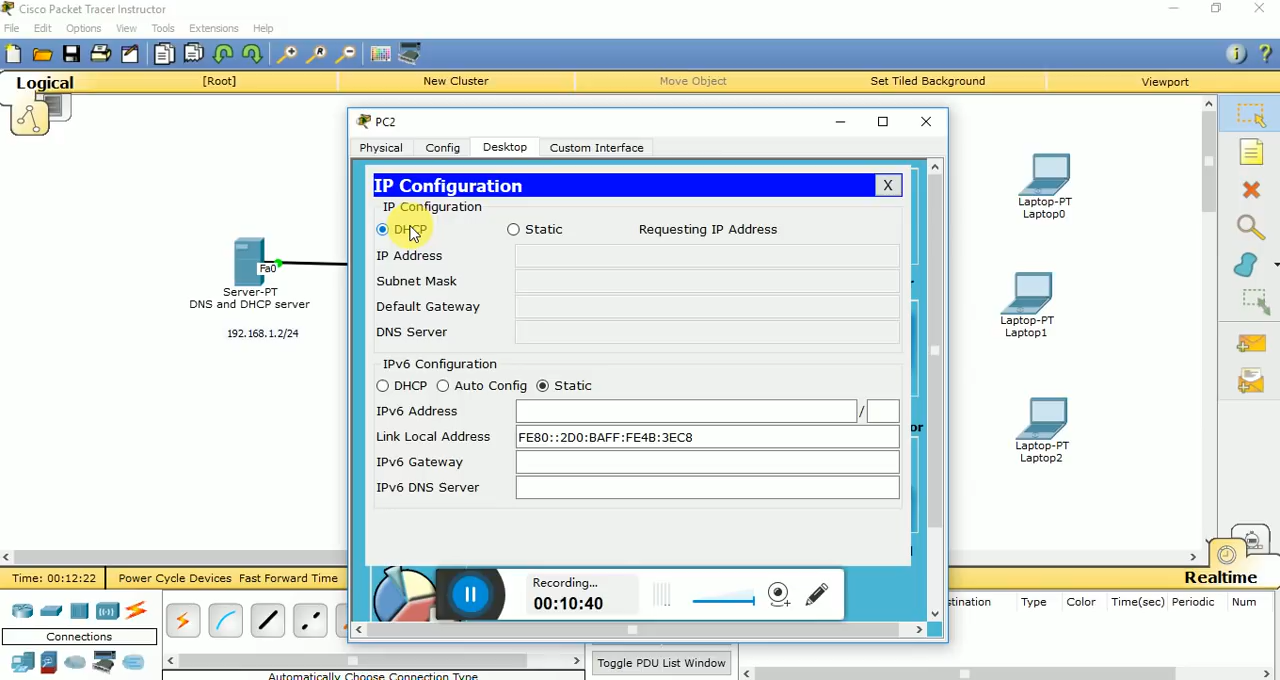 Cisco Packet Tracer Instructor
File Edit Options View Tools Extensions Help
Logical [Root] New Cluster Move Object Set Tiled Background Viewport
PC2
Physical Config Desktop Custom Interface
IP Configuration X
IP Configuration
DHCP Static Requesting IP Address
IP Address
Subnet Mask
Default Gateway
DNS Server
IPv6 Configuration
DHCP Auto Config Static
IPv6 Address /
Link Local Address FE80::2D0:BAFF:FE4B:3EC8
IPv6 Gateway
IPv6 DNS Server
Fa0
Server-PT
DNS and DHCP server
192.168.1.2/24
Laptop-PT
Laptop0
Laptop-PT
Laptop1
Laptop-PT
Laptop2
or
Recording...
00:10:40
Time: 00:12:22 Power Cycle Devices Fast Forward Time
Realtime
Connections
Automatically Choose Connection Type
Toggle PDU List Window
stination Type Color Time(sec) Periodic Num